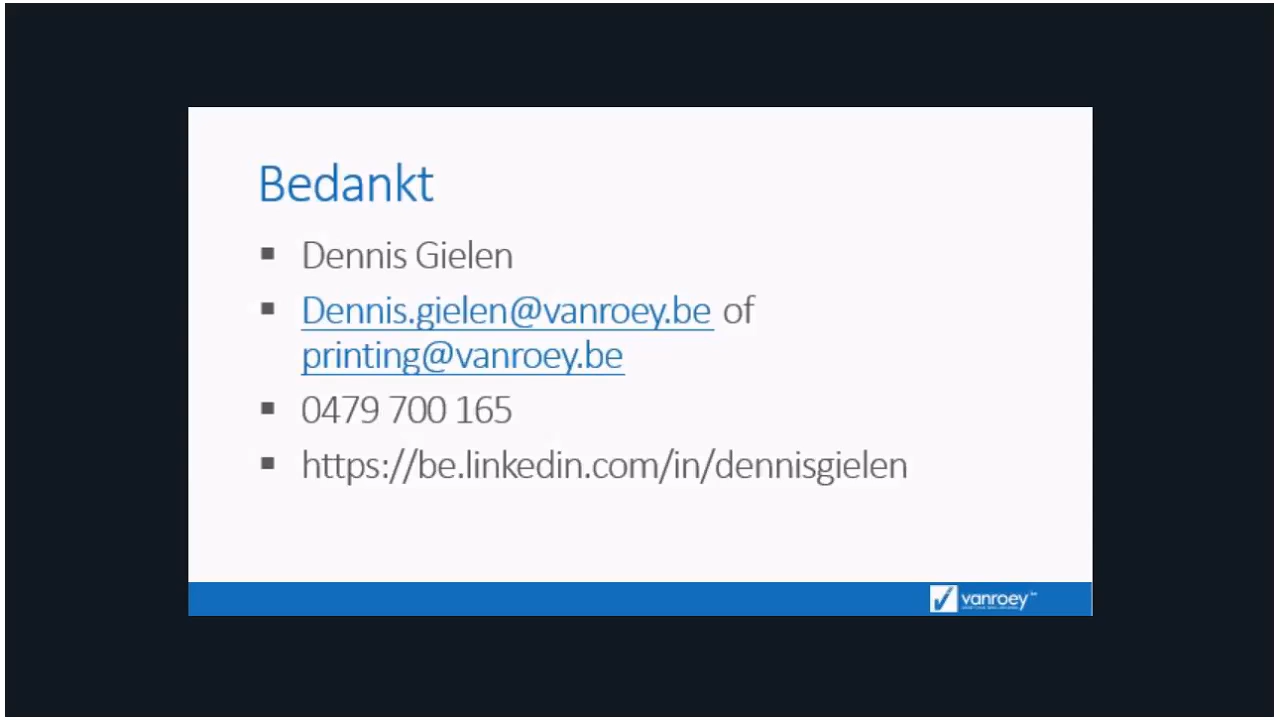 Bedankt
Dennis Gielen
Dennis.gielen@vanroey.be of
printing@vanroey.be
0479 700 165
https://be.linkedin.com/in/dennisgielen
vanroey